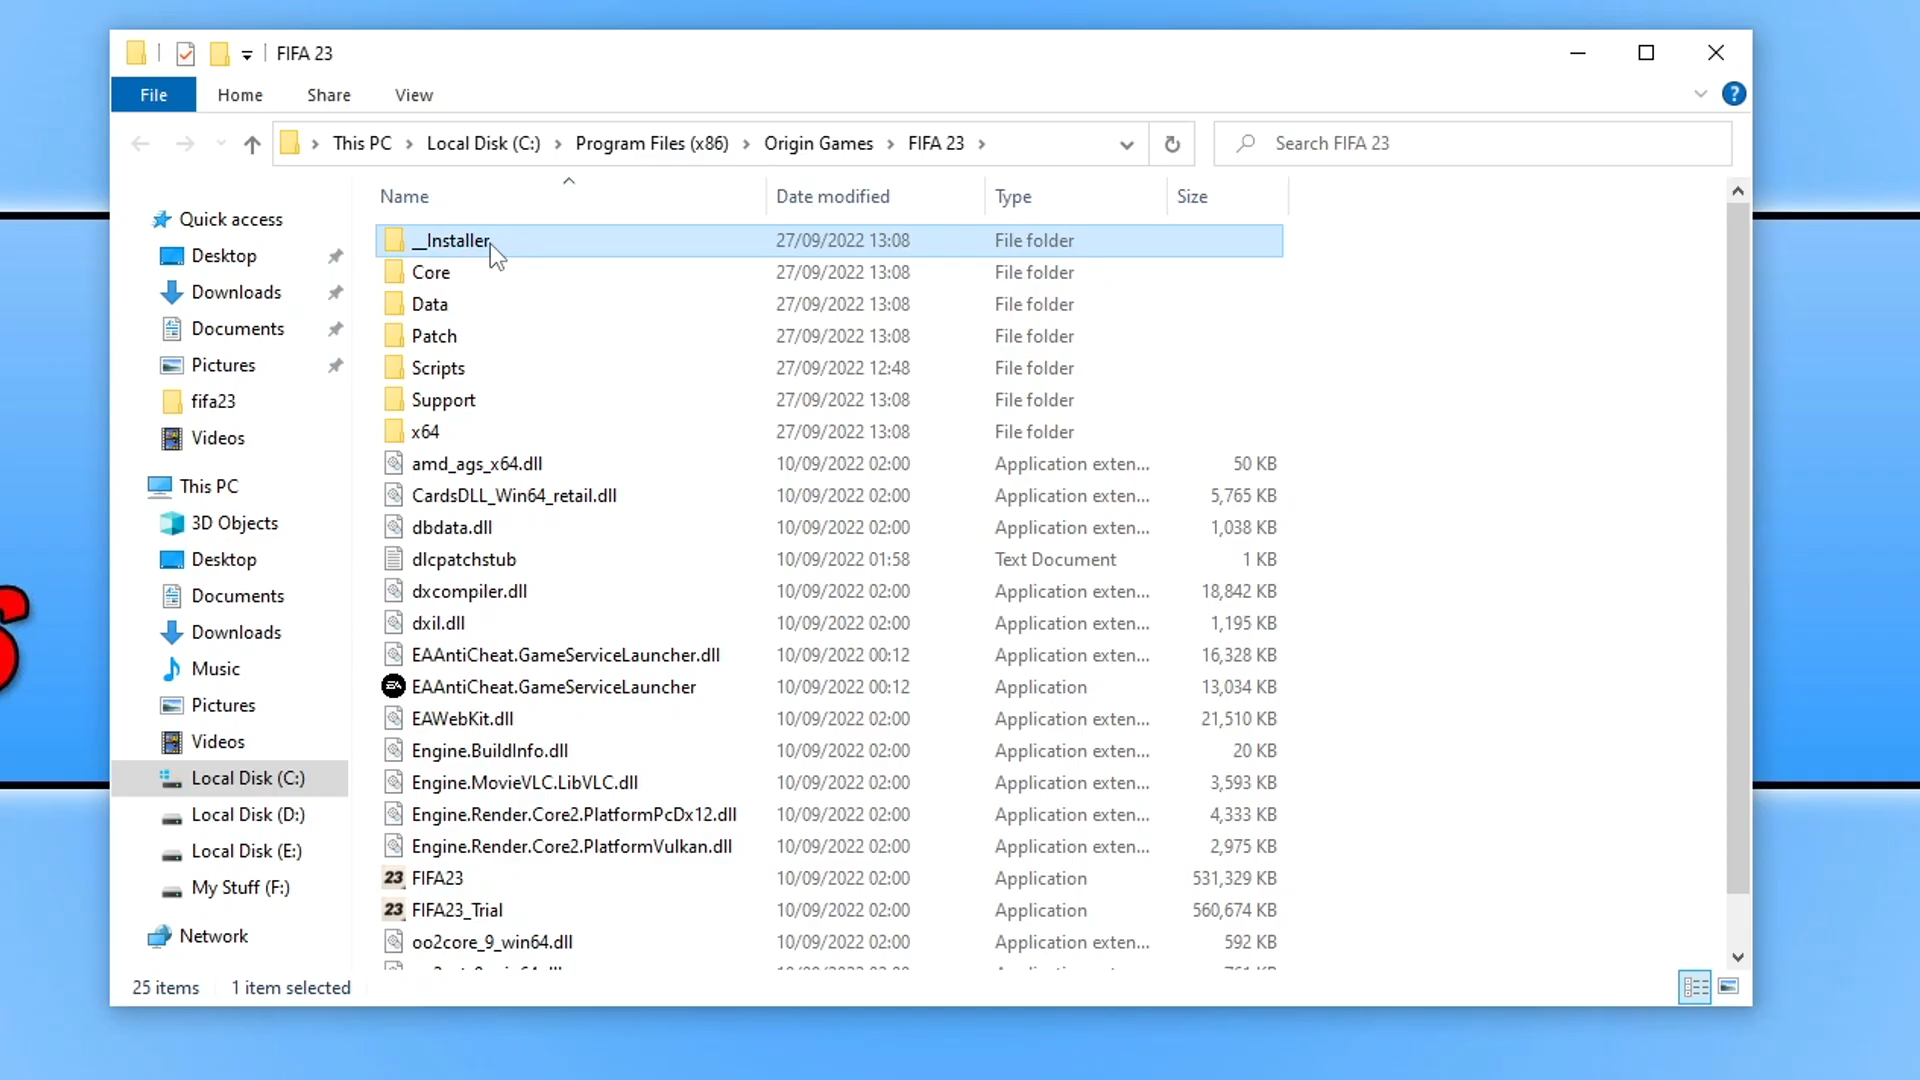 FIFA 23
File Home Share View
This PC Local Disk (C:) Program Files (x86) Origin Games FIFA 23 Search FIFA 23
Name Date modified Type Size
Quick access
Desktop
Downloads
Documents
Pictures
fifa23
Videos
This PC
3D Objects
Desktop
Documents
Downloads
Music
Pictures
Videos
Local Disk (C:)
Local Disk (D:)
Local Disk (E:)
My Stuff (F:)
Network
__Installer 27/09/2022 13:08 File folder
Core 27/09/2022 13:08 File folder
Data 27/09/2022 13:08 File folder
Patch 27/09/2022 13:08 File folder
Scripts 27/09/2022 12:48 File folder
Support 27/09/2022 13:08 File folder
x64 27/09/2022 13:08 File folder
amd_ags_x64.dll 10/09/2022 02:00 Application exten... 50 KB
CardsDLL_Win64_retail.dll 10/09/2022 02:00 Application exten... 5,765 KB
dbdata.dll 10/09/2022 02:00 Application exten... 1,038 KB
dlcpatchstub 10/09/2022 01:58 Text Document 1 KB
dxcompiler.dll 10/09/2022 02:00 Application exten... 18,842 KB
dxil.dll 10/09/2022 02:00 Application exten... 1,195 KB
EAAntiCheat.GameServiceLauncher.dll 10/09/2022 00:12 Application exten... 16,328 KB
EAAntiCheat.GameServiceLauncher 10/09/2022 00:12 Application 13,034 KB
EAWebKit.dll 10/09/2022 02:00 Application exten... 21,510 KB
Engine.BuildInfo.dll 10/09/2022 02:00 Application exten... 20 KB
Engine.MovieVLC.LibVLC.dll 10/09/2022 02:00 Application exten... 3,593 KB
Engine.Render.Core2.PlatformPcDx12.dll 10/09/2022 02:00 Application exten... 4,333 KB
Engine.Render.Core2.PlatformVulkan.dll 10/09/2022 02:00 Application exten... 2,975 KB
23 FIFA23 10/09/2022 02:00 Application 531,329 KB
23 FIFA23_Trial 10/09/2022 02:00 Application 560,674 KB
oo2core_9_win64.dll 10/09/2022 02:00 Application exten... 592 KB
25 items 1 item selected